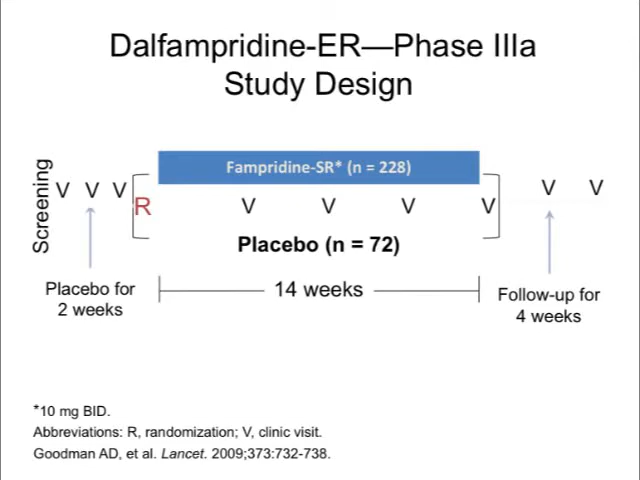 Dalfampridine-ER—Phase IIIa
Study Design
Screening
V V V
Fampridine-SR* (n = 228)
V V
R
V V V V
Placebo (n = 72)
Placebo for
2 weeks
14 weeks
Follow-up for
4 weeks
*10 mg BID.
Abbreviations: R, randomization; V, clinic visit.
Goodman AD, et al. Lancet. 2009;373:732-738.